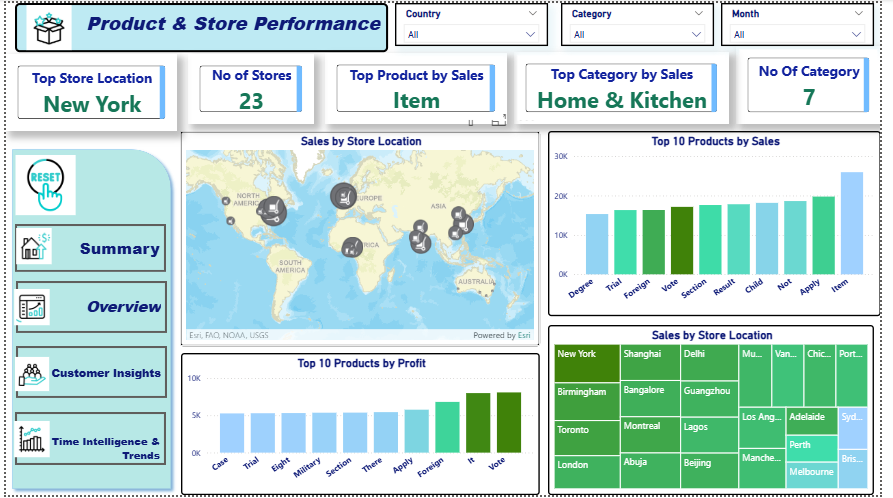 Product & Store Performance
Country
All
Category
All
Month
All
Top Store Location
New York
No of Stores
23
Top Product by Sales
Item
Top Category by Sales
Home & Kitchen
No Of Category
7
RESET
Summary
Overview
Customer Insights
Time Intelligence &
Trends
Sales by Store Location
NORTH
AMERIC
EUROPE
ASIA
RICA
SOUTH
AMERICA
AUSTRALIA
Esri, FAO, NOAA, USGS
Powered by Esri
Top 10 Products by Sales
30K
20K
10K
0K
Degree
Trial
Foreign
Vote
Section
Result
Child
Not
Apply
Item
Top 10 Products by Profit
10K
5K
0K
Case
Trial
Eight
Military
Section
There
Apply
Foreign
It
Vote
Sales by Store Location
New York
Birmingham
Toronto
London
Shanghai
Bangalore
Montreal
Abuja
Delhi
Guangzhou
Lagos
Beijing
Mu...
Van...
Chic...
Port...
Los Ang...
Manche...
Adelaide
Perth
Melbourne
Syd...
Bris...